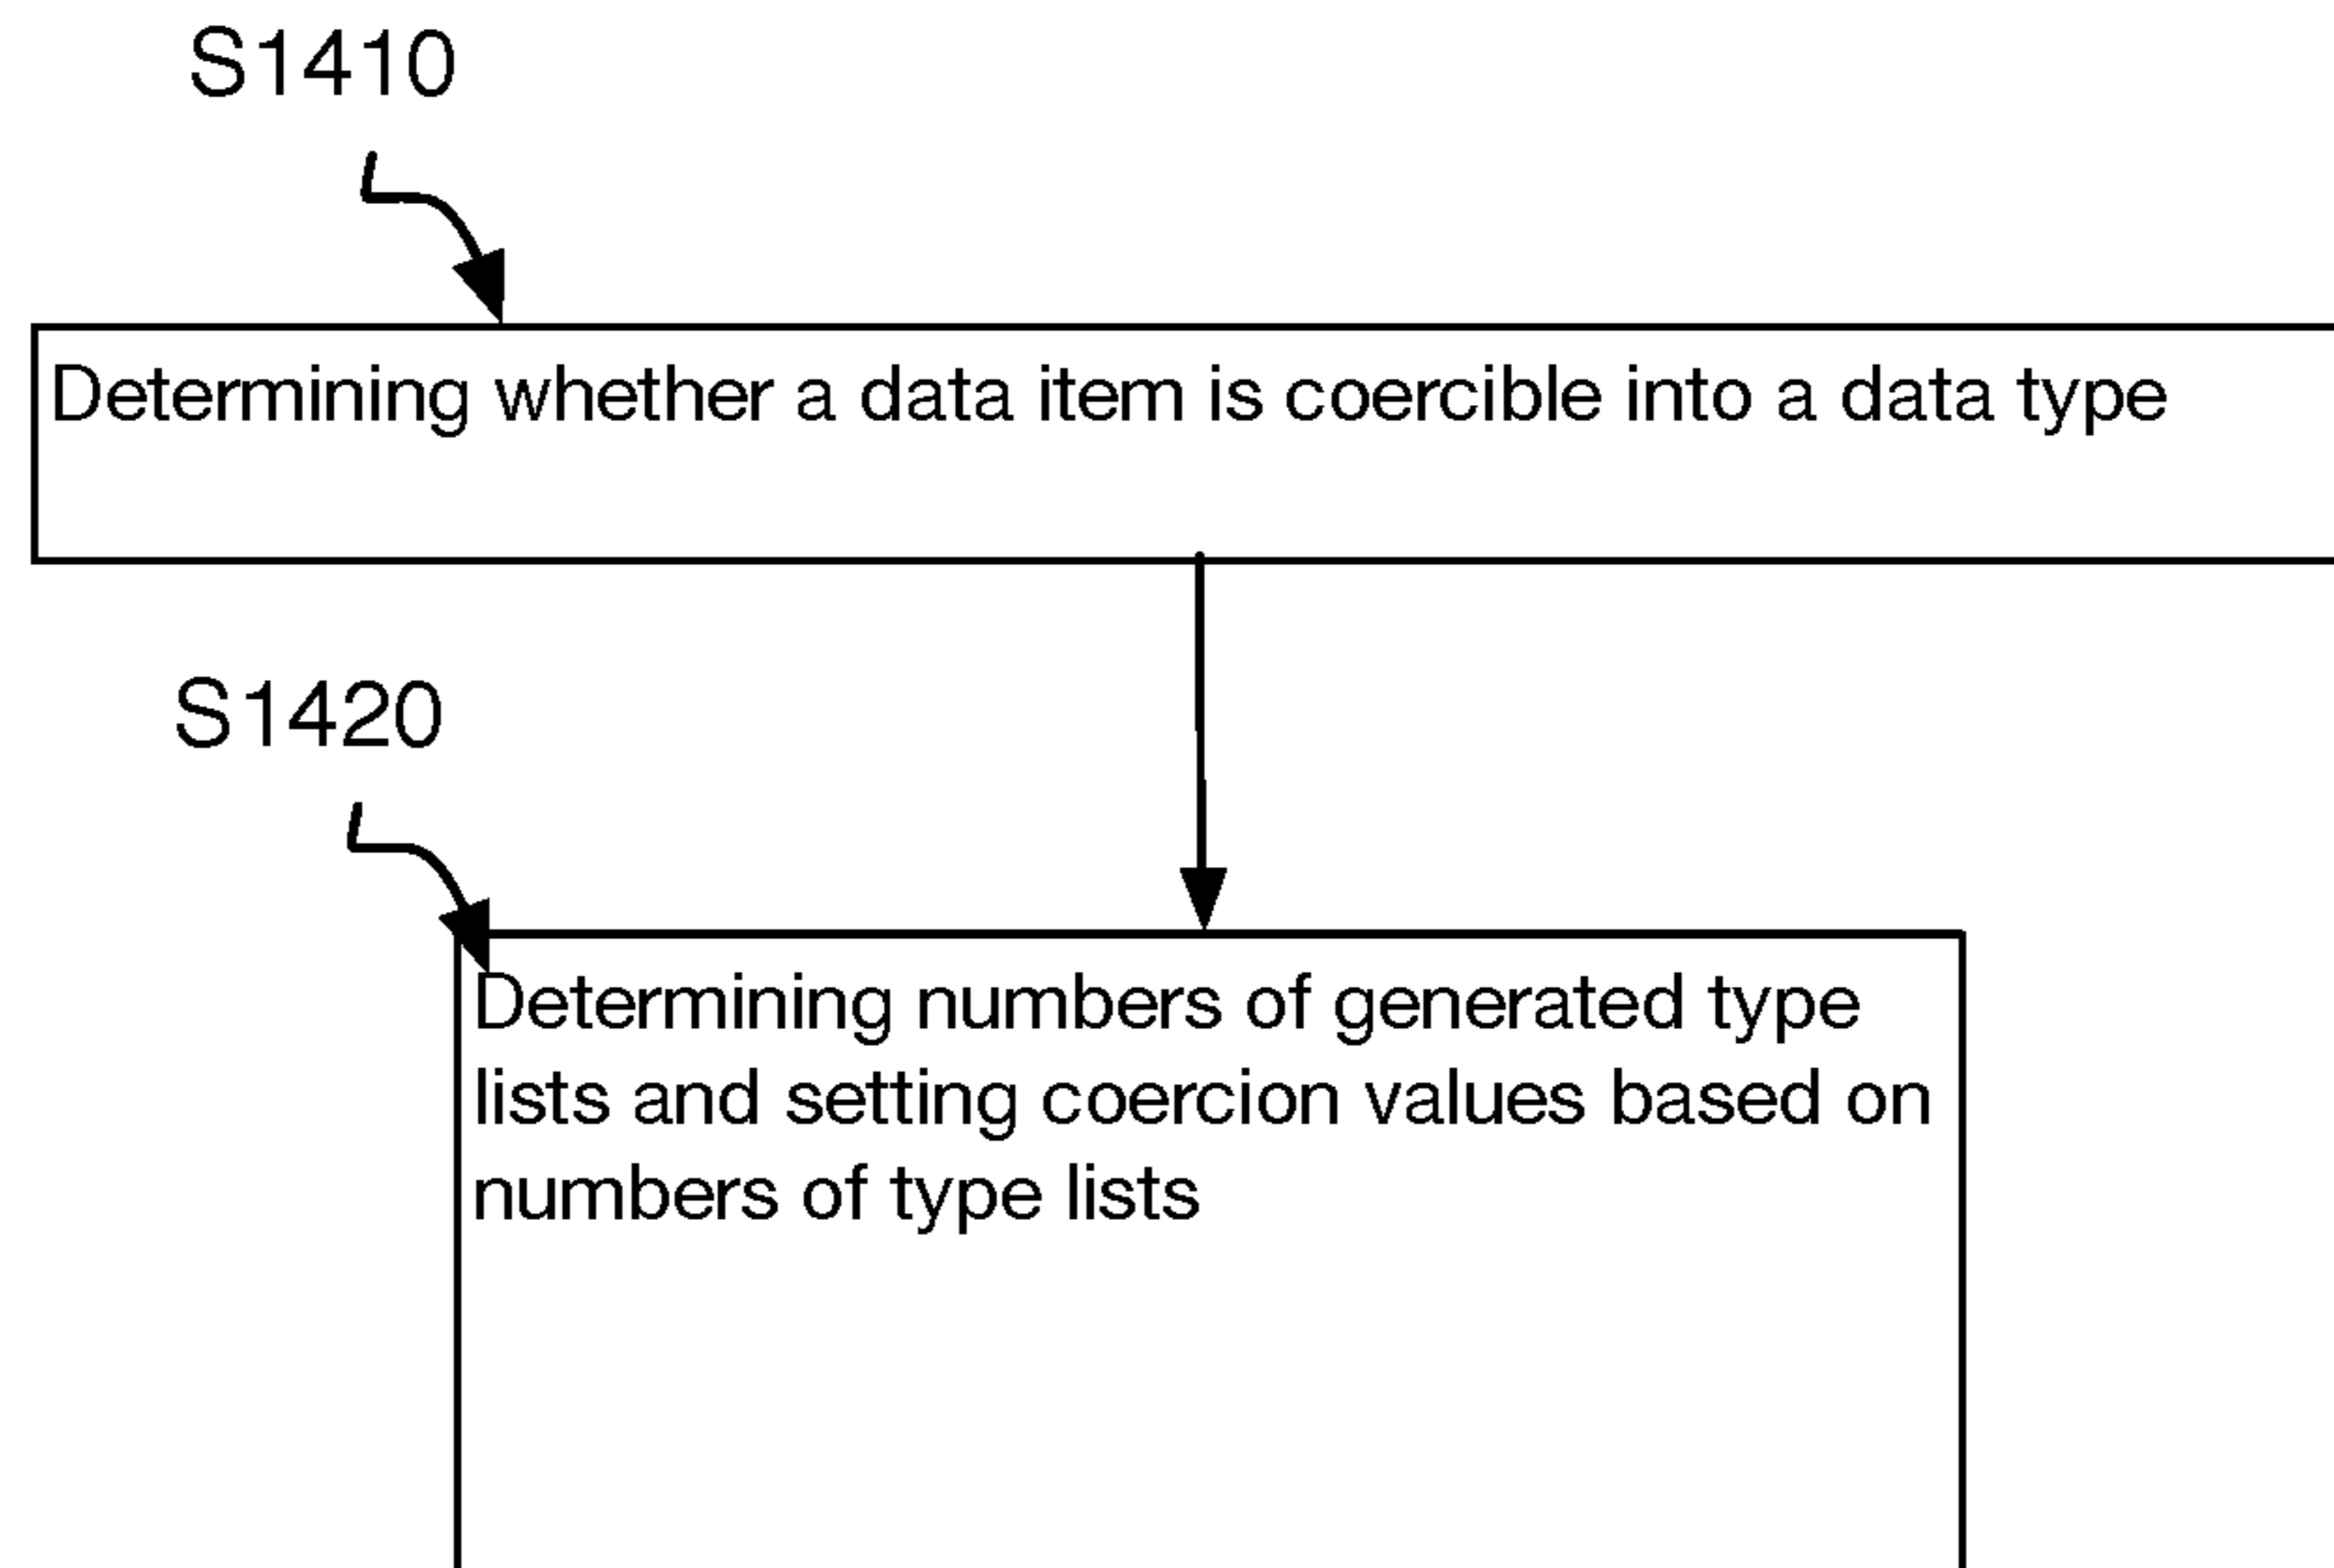 S1410
Determining whether a data item is coercible into a data type
S1420
Determining numbers of generated type
lists and setting coercion values based on
numbers of type lists